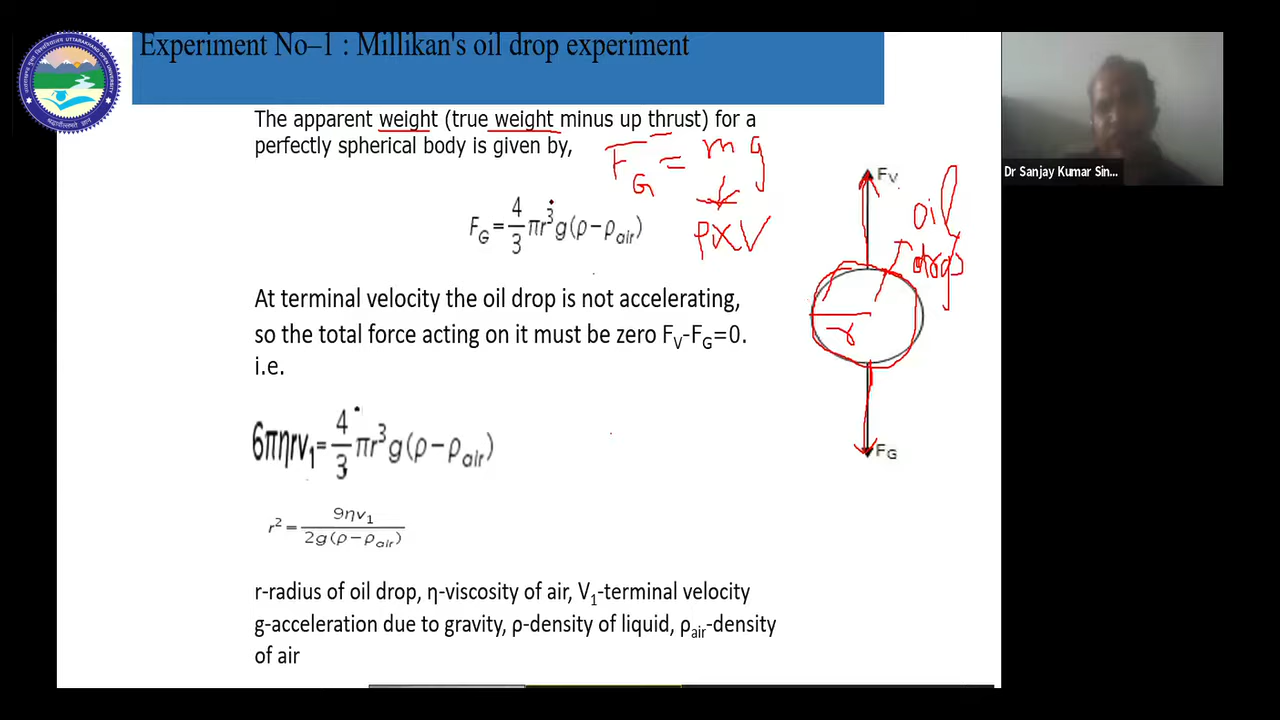 Experiment No–1 : Millikan's oil drop experiment
The apparent weight (true weight minus up thrust) for a
perfectly spherical body is given by,
F_G = m g
ρ×V
F_G = 4/3 πr³g(ρ−ρ_air)
At terminal velocity the oil drop is not accelerating,
so the total force acting on it must be zero F_V-F_G=0.
i.e.
6πηrv₁= 4/3 πr³g(ρ−ρ_air)
r² = 9ηv₁ / 2g(ρ−ρ_air)
r-radius of oil drop, η-viscosity of air, V₁-terminal velocity
g-acceleration due to gravity, ρ-density of liquid, ρ_air-density
of air
F_V
oil
r
F_G
Dr Sanjay Kumar Sin...